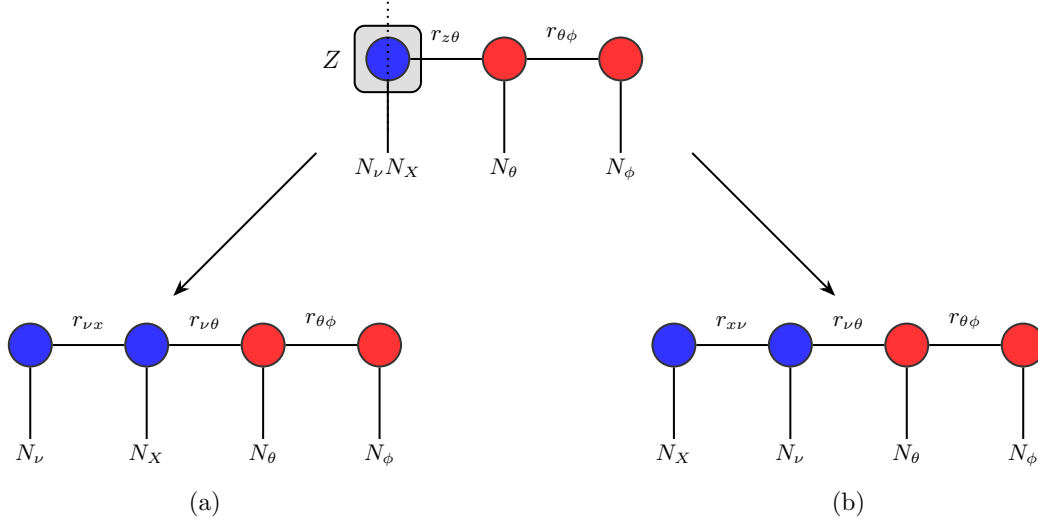 r_{zθ} r_{θϕ}
Z
N_ν N_X N_θ N_ϕ
r_{νx} r_{νθ} r_{θϕ} r_{xν} r_{νθ} r_{θϕ}
N_ν N_X N_θ N_ϕ N_X N_ν N_θ N_ϕ
(a) (b)